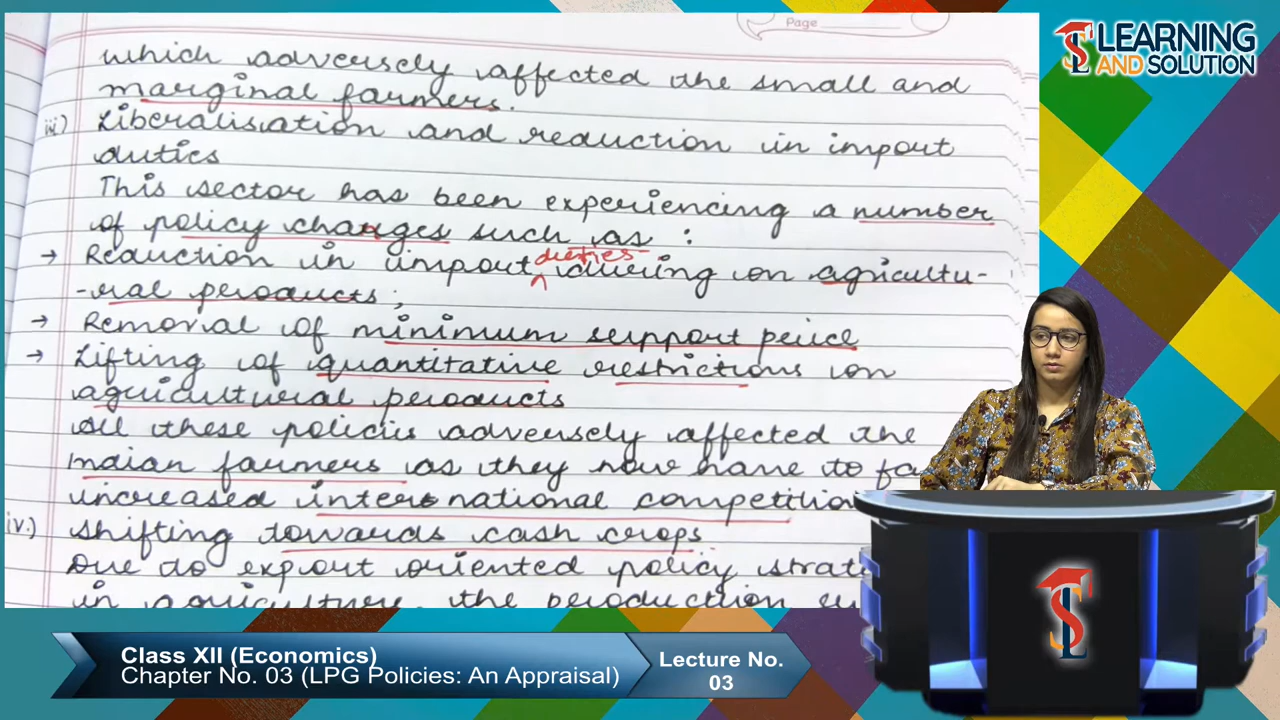 Page
LEARNING
AND SOLUTION
which adversely affected the small and
marginal farmers.
iii) Liberalisation and reduction in import
duties
This sector has been experiencing a number
of policy changes such as :
→ Reduction in import duties during on agricultu-
-ral products;
→ Removal of minimum support price
→ Lifting of quantitative restrictions on
agricultural products
All these policies adversely affected the
Indian farmers as they now have to fa
increased international competition
iv.) Shifting towards cash crops
Due to export oriented policy strat
in agriculture, the production
Class XII (Economics)
Chapter No. 03 (LPG Policies: An Appraisal)
Lecture No.
03